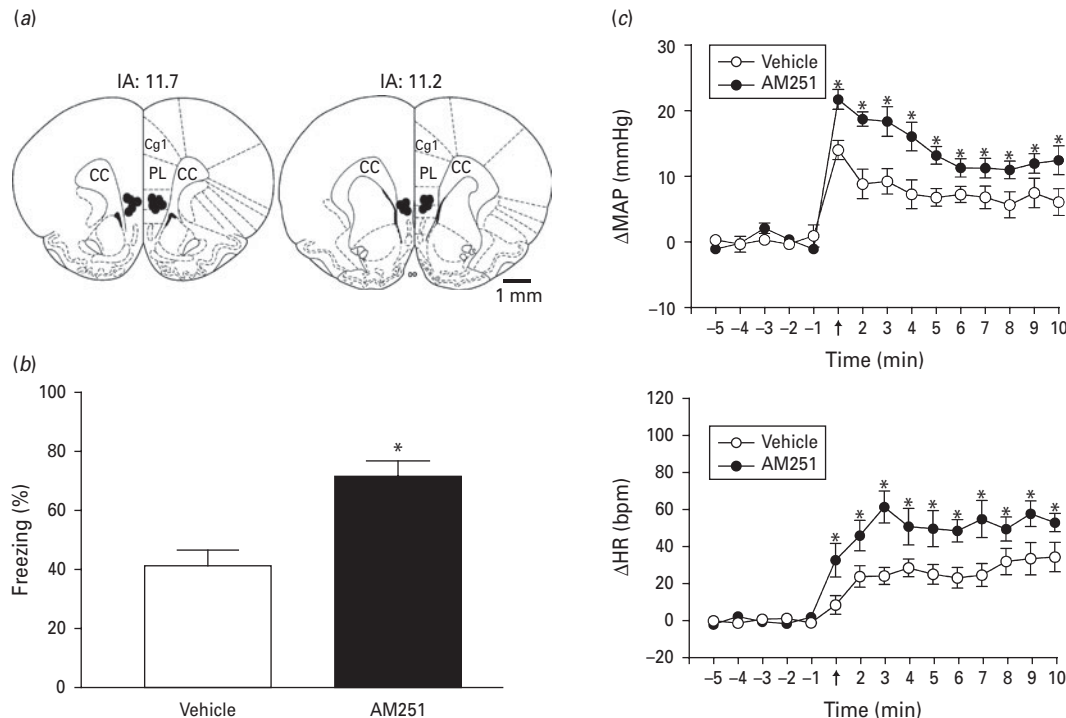 (a)
IA: 11.7
IA: 11.2
Cg1
CC
PL
CC
Cg1
CC
PL
CC
1 mm
(b)
Freezing (%)
100
80
60
40
20
0
*
Vehicle
AM251
(c)
ΔMAP (mmHg)
30
20
10
0
−10
Vehicle
AM251
* * * * * * * * * *
−5 −4 −3 −2 −1 ↑ 2 3 4 5 6 7 8 9 10
Time (min)
ΔHR (bpm)
120
100
80
60
40
20
0
−20
Vehicle
AM251
* * * * * * * * * *
−5 −4 −3 −2 −1 ↑ 2 3 4 5 6 7 8 9 10
Time (min)